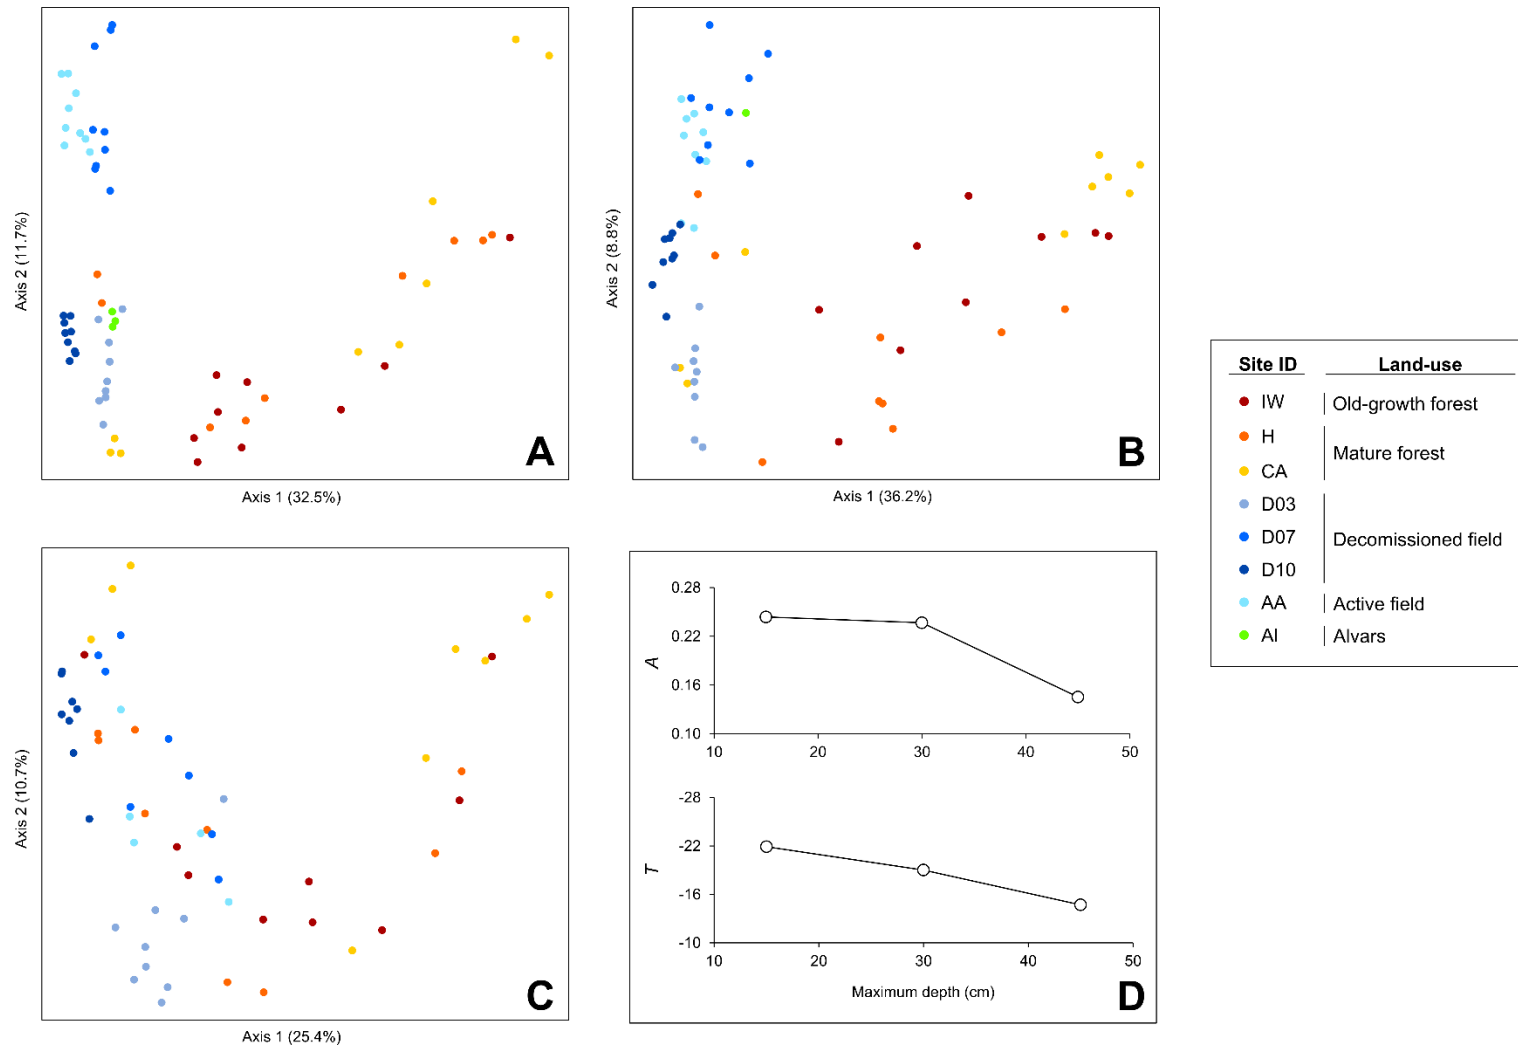 Axis 2 (11.7%)
A
Axis 1 (32.5%)
Axis 2 (8.8%)
B
Axis 1 (36.2%)
Axis 2 (10.7%)
C
Axis 1 (25.4%)
0.28
0.22
0.16
0.10
A
10 20 30 40 50
-28
-22
-16
-10
T
10 20 30 40 50
Maximum depth (cm)
D
Site ID Land-use
IW Old-growth forest
H
Mature forest
CA
D03
D07 Decomissioned field
D10
AA Active field
AI Alvars